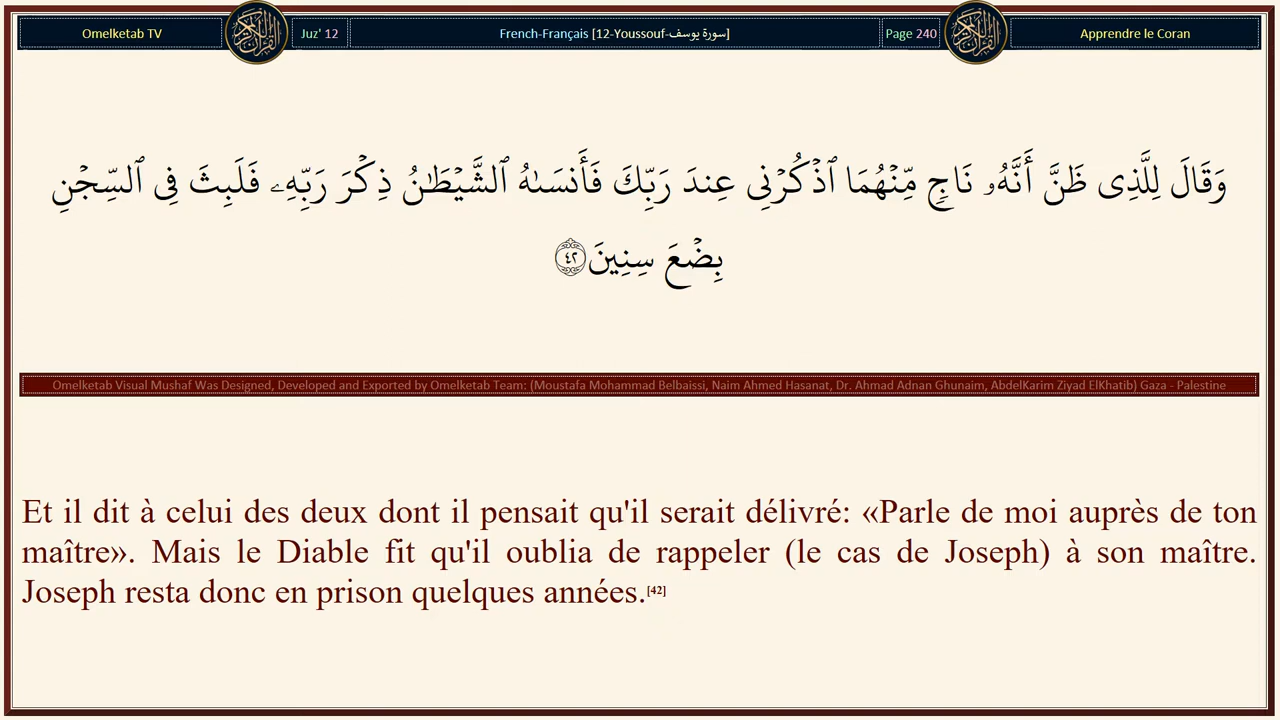 Omelketab TV
Juz' 12
French-Français [12-Youssouf-سورة يوسف]
Page 240
Apprendre le Coran
وَقَالَ لِلَّذِى ظَنَّ أَنَّهُۥ نَاجٍۢ مِّنْهُمَا ٱذْكُرْنِى عِندَ رَبِّكَ فَأَنسَىٰهُ ٱلشَّيْطَـٰنُ ذِكْرَ رَبِّهِۦ فَلَبِثَ فِى ٱلسِّجْنِ
بِضْعَ سِنِينَ ٤٢
Omelketab Visual Mushaf Was Designed, Developed and Exported by Omelketab Team: (Moustafa Mohammad Belbaissi, Naim Ahmed Hasanat, Dr. Ahmad Adnan Ghunaim, AbdelKarim Ziyad ElKhatib) Gaza - Palestine
Et il dit à celui des deux dont il pensait qu'il serait délivré: «Parle de moi auprès de ton
maître». Mais le Diable fit qu'il oublia de rappeler (le cas de Joseph) à son maître.
Joseph resta donc en prison quelques années.[42]